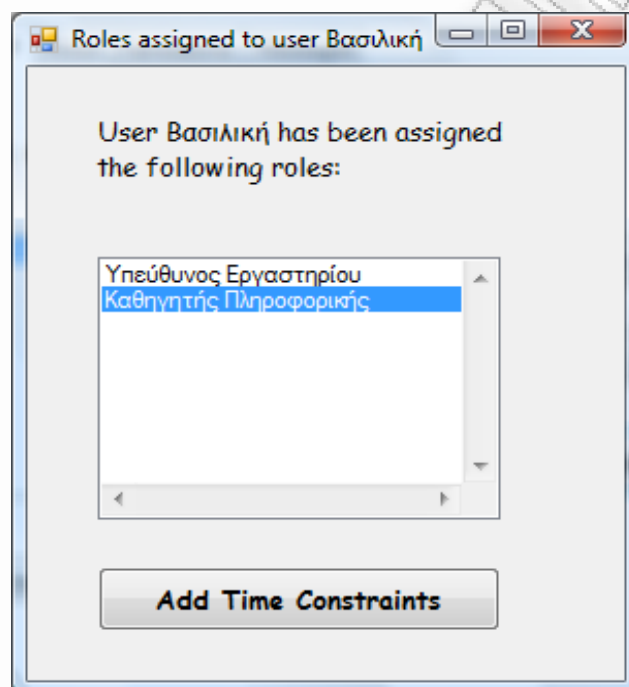 Roles assigned to user Βασιλική
User Βασιλική has been assigned
the following roles:
Υπεύθυνος Εργαστηρίου
Καθηγητής Πληροφορικής
Add Time Constraints